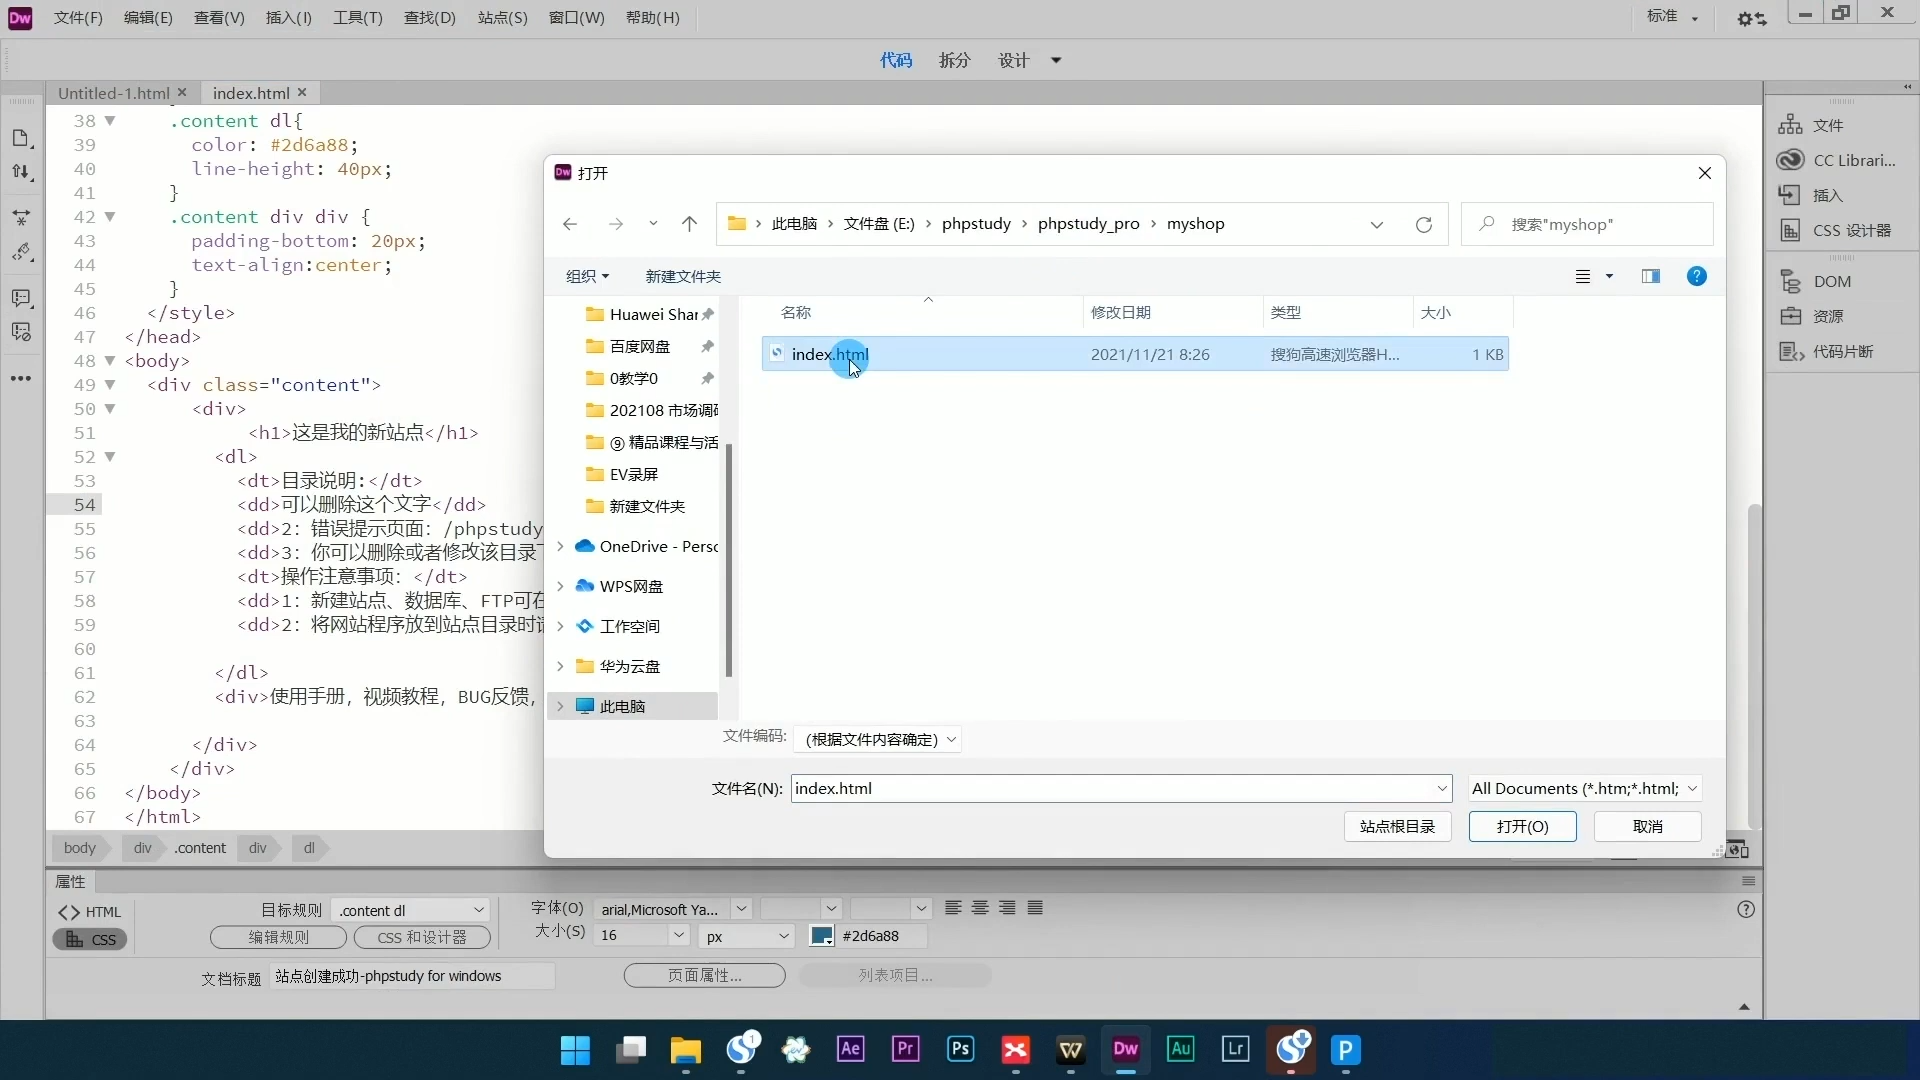 Dw 文件(F) 编辑(E) 查看(V) 插入(I) 工具(T) 查找(D) 站点(S) 窗口(W) 帮助(H) 标准
代码 拆分 设计
Untitled-1.html index.html
38 .content dl{
39 color: #2d6a88;
40 line-height: 40px;
41 }
42 .content div div {
43 padding-bottom: 20px;
44 text-align:center;
45 }
46 </style>
47 </head>
48 <body>
49 <div class="content">
50 <div>
51 <h1>这是我的新站点</h1>
52 <dl>
53 <dt>目录说明:</dt>
54 <dd>可以删除这个文字</dd>
55 <dd>2：错误提示页面：/phpstudy
56 <dd>3：你可以删除或者修改该目录
57 <dt>操作注意事项：</dt>
58 <dd>1：新建站点、数据库、FTP可在
59 <dd>2：将网站程序放到站点目录时
60
61 </dl>
62 <div>使用手册，视频教程，BUG反馈，
63
64 </div>
65 </div>
66 </body>
67 </html>
body div .content div dl
Dw 打开
此电脑 › 文件盘 (E:) › phpstudy › phpstudy_pro › myshop
搜索"myshop"
组织 新建文件夹
名称 修改日期 类型 大小
index.html 2021/11/21 8:26 搜狗高速浏览器H... 1 KB
Huawei Shar
百度网盘
0教学0
202108 市场调研
⑨ 精品课程与活
EV录屏
新建文件夹
OneDrive - Perso
WPS网盘
工作空间
华为云盘
此电脑
文件编码: (根据文件内容确定)
文件名(N): index.html All Documents (*.htm;*.html;
站点根目录 打开(O) 取消
文件
CC Librari...
插入
CSS 设计器
DOM
资源
代码片断
属性
HTML
CSS
目标规则 .content dl
编辑规则 CSS 和设计器
字体(O) arial,Microsoft Ya...
大小(S) 16 px #2d6a88
文档标题 站点创建成功-phpstudy for windows
页面属性... 列表项目...
1 Ae Pr Ps Dw Au Lr P